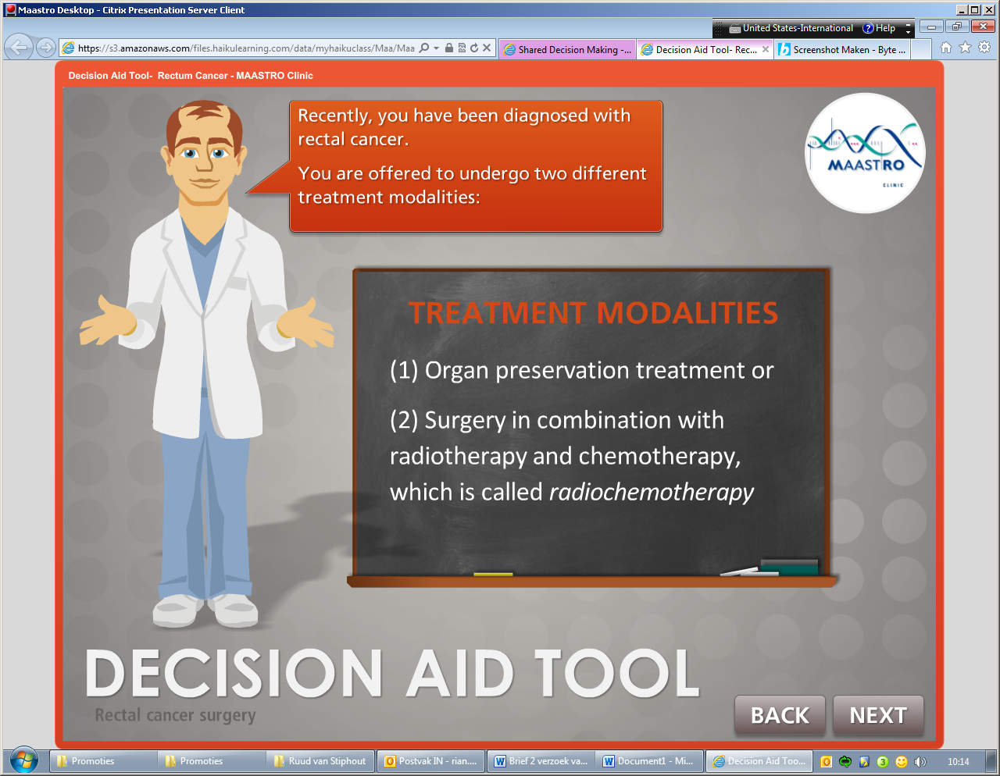 Maastro Desktop - Citrix Presentation Server Client
United States-International
Help
https://s3.amazonaws.com/files.haikulearning.com/data/myhaikuclass/Maa/Maa
Shared Decision Making -...
Decision Aid Tool- Rec...
Screenshot Maken - Byte ...
Decision Aid Tool-  Rectum Cancer - MAASTRO Clinic
Recently, you have been diagnosed with
rectal cancer.
You are offered to undergo two different
treatment modalities:
MAASTRO
CLINIC
TREATMENT MODALITIES
(1) Organ preservation treatment or
(2) Surgery in combination with
radiotherapy and chemotherapy,
which is called radiochemotherapy
DECISION AID TOOL
Rectal cancer surgery
BACK
NEXT
Promoties
Promoties
Ruud van Stiphout
Postvak IN - rian....
Brief 2 verzoek va...
Document1 - Mi...
Decision Aid Too...
10:14